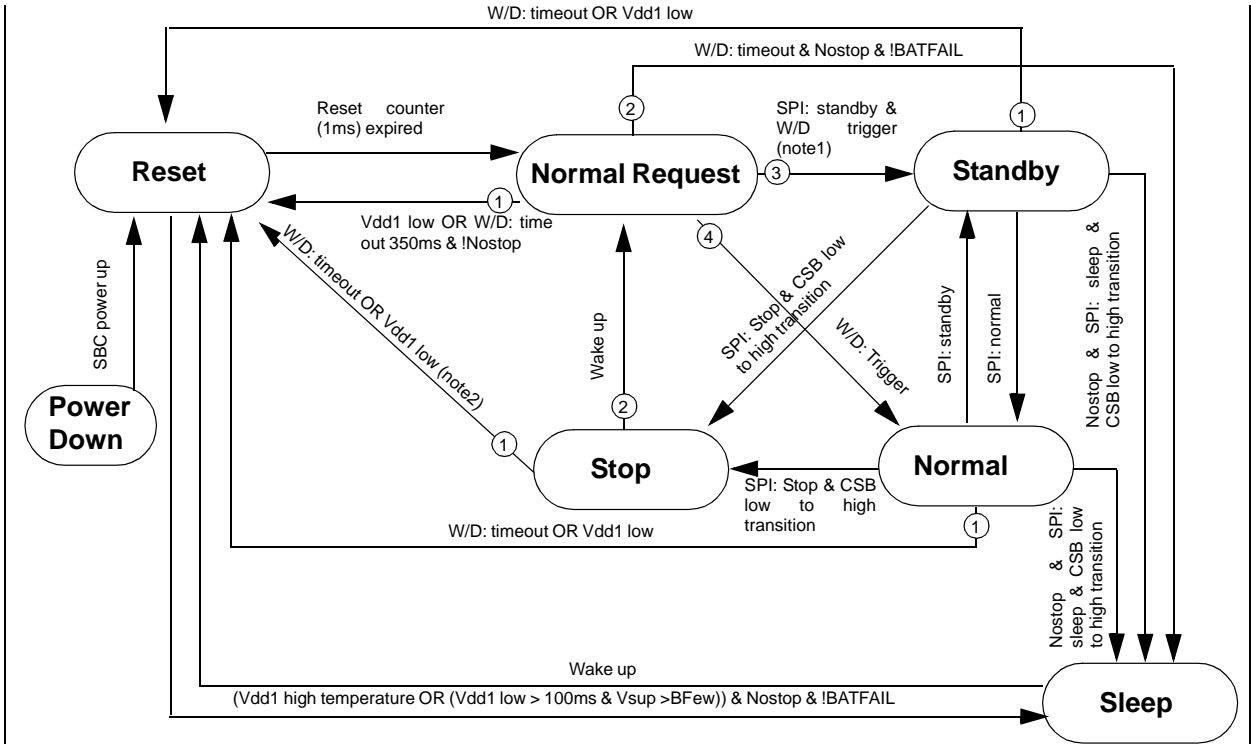 W/D: timeout OR Vdd1 low
W/D: timeout & Nostop & !BATFAIL
2
1
Reset counter
(1ms) expired
SPI: standby &
W/D trigger
(note1)
Reset
Normal Request
3
Standby
1
Vdd1 low OR W/D: time
out 350ms & !Nostop
4
W/D: timeout OR Vdd1 low (note2)
SPI: Stop & CSB low
to high transition
W/D: Trigger
SBC power up
Wake up
SPI: standby
SPI: normal
Nostop & SPI: sleep &
CSB low to high transition
Power
Down
2
1
Stop
Normal
SPI: Stop & CSB
low to high
transition
1
W/D: timeout OR Vdd1 low
Nostop & SPI:
sleep & CSB low
to high transition
Wake up
(Vdd1 high temperature OR (Vdd1 low > 100ms & Vsup >BFew)) & Nostop & !BATFAIL
Sleep